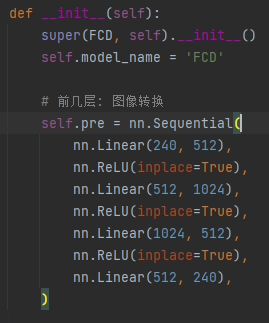 def __init__(self):
super(FCD, self).__init__()
self.model_name = 'FCD'
# 前几层: 图像转换
self.pre = nn.Sequential(
nn.Linear(240, 512),
nn.ReLU(inplace=True),
nn.Linear(512, 1024),
nn.ReLU(inplace=True),
nn.Linear(1024, 512),
nn.ReLU(inplace=True),
nn.Linear(512, 240),
)